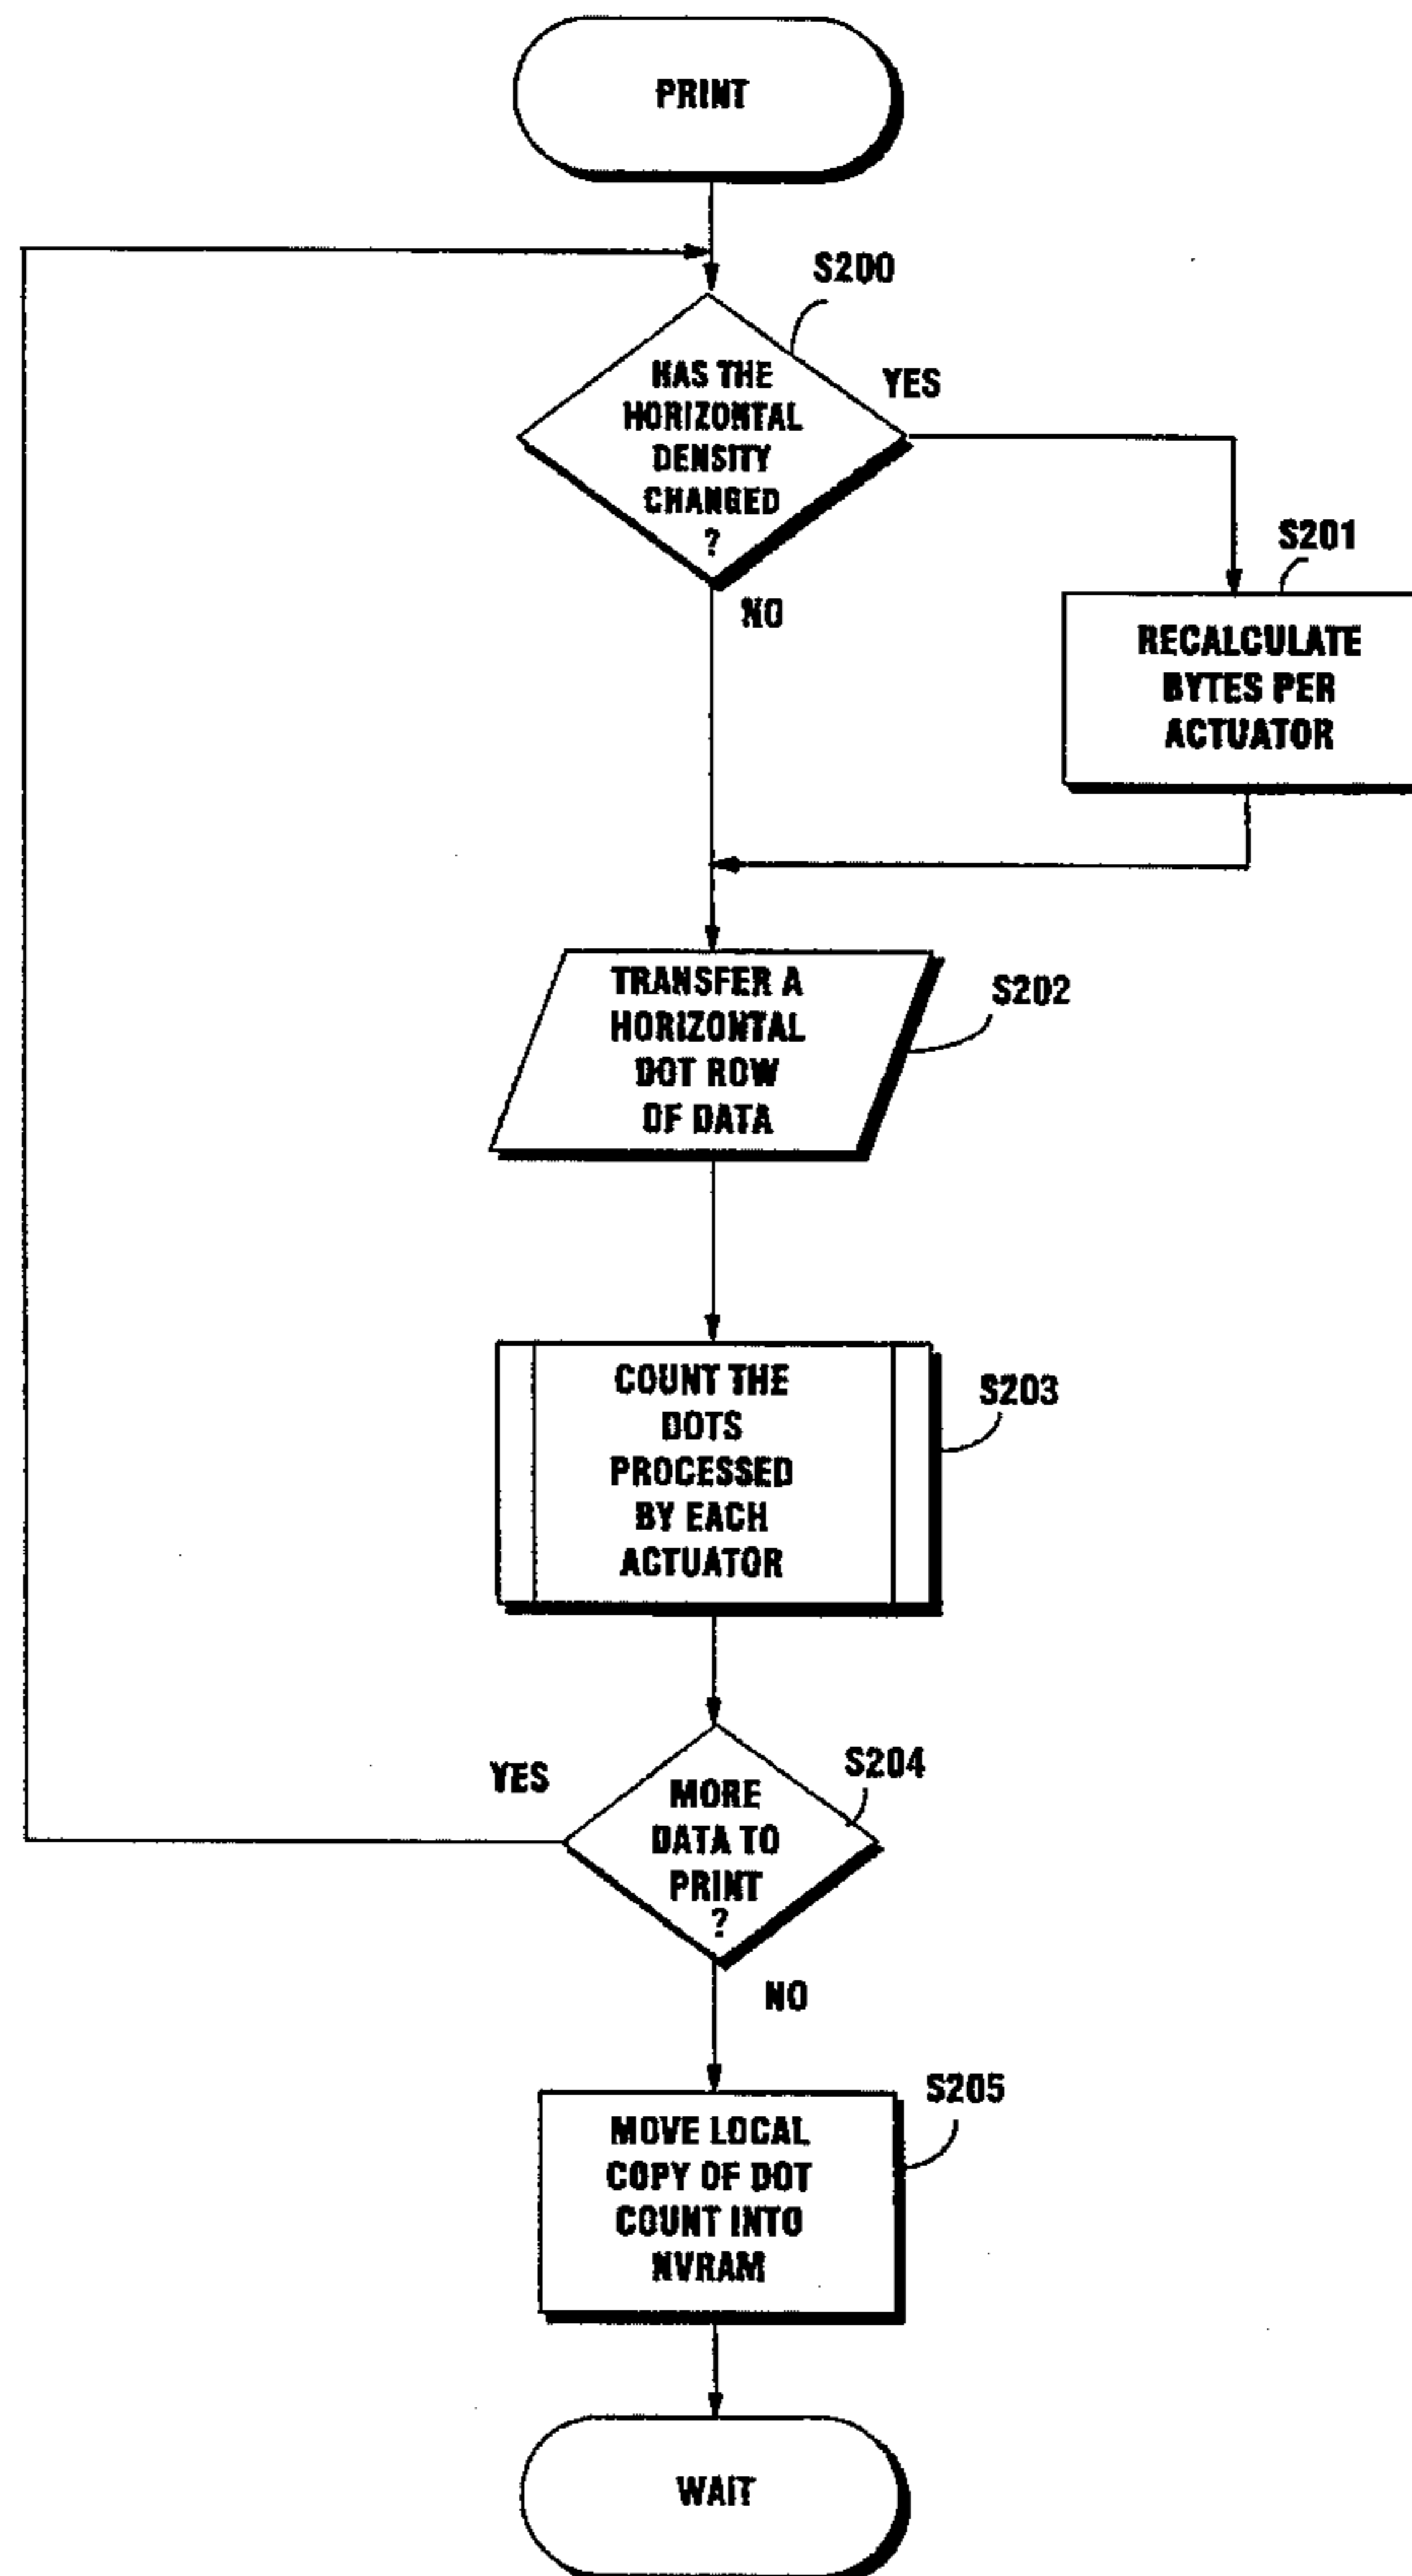 PRINT
S200
HAS THE
HORIZONTAL
DENSITY
CHANGED
?
YES
NO
S201
RECALCULATE
BYTES PER
ACTUATOR
TRANSFER A
HORIZONTAL
DOT ROW
OF DATA
S202
COUNT THE
DOTS
PROCESSED
BY EACH
ACTUATOR
S203
YES
S204
MORE
DATA TO
PRINT
?
NO
S205
MOVE LOCAL
COPY OF DOT
COUNT INTO
NVRAM
WAIT